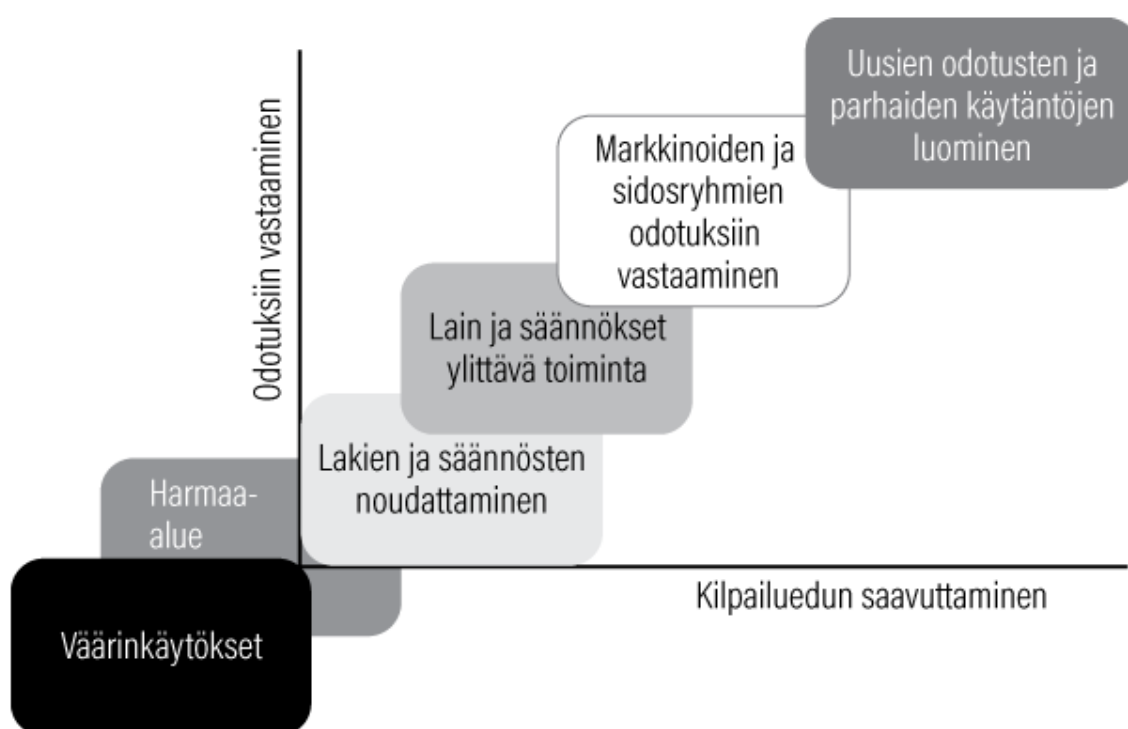 Uusien odotusten ja
parhaiden käytäntöjen
luominen
Markkinoiden ja
sidosryhmien
odotuksiin
vastaaminen
Odotuksiin vastaaminen
Lain ja säännökset
ylittävä toiminta
Lakien ja säännösten
noudattaminen
Harmaa-
alue
Kilpailuedun saavuttaminen
Väärinkäytökset